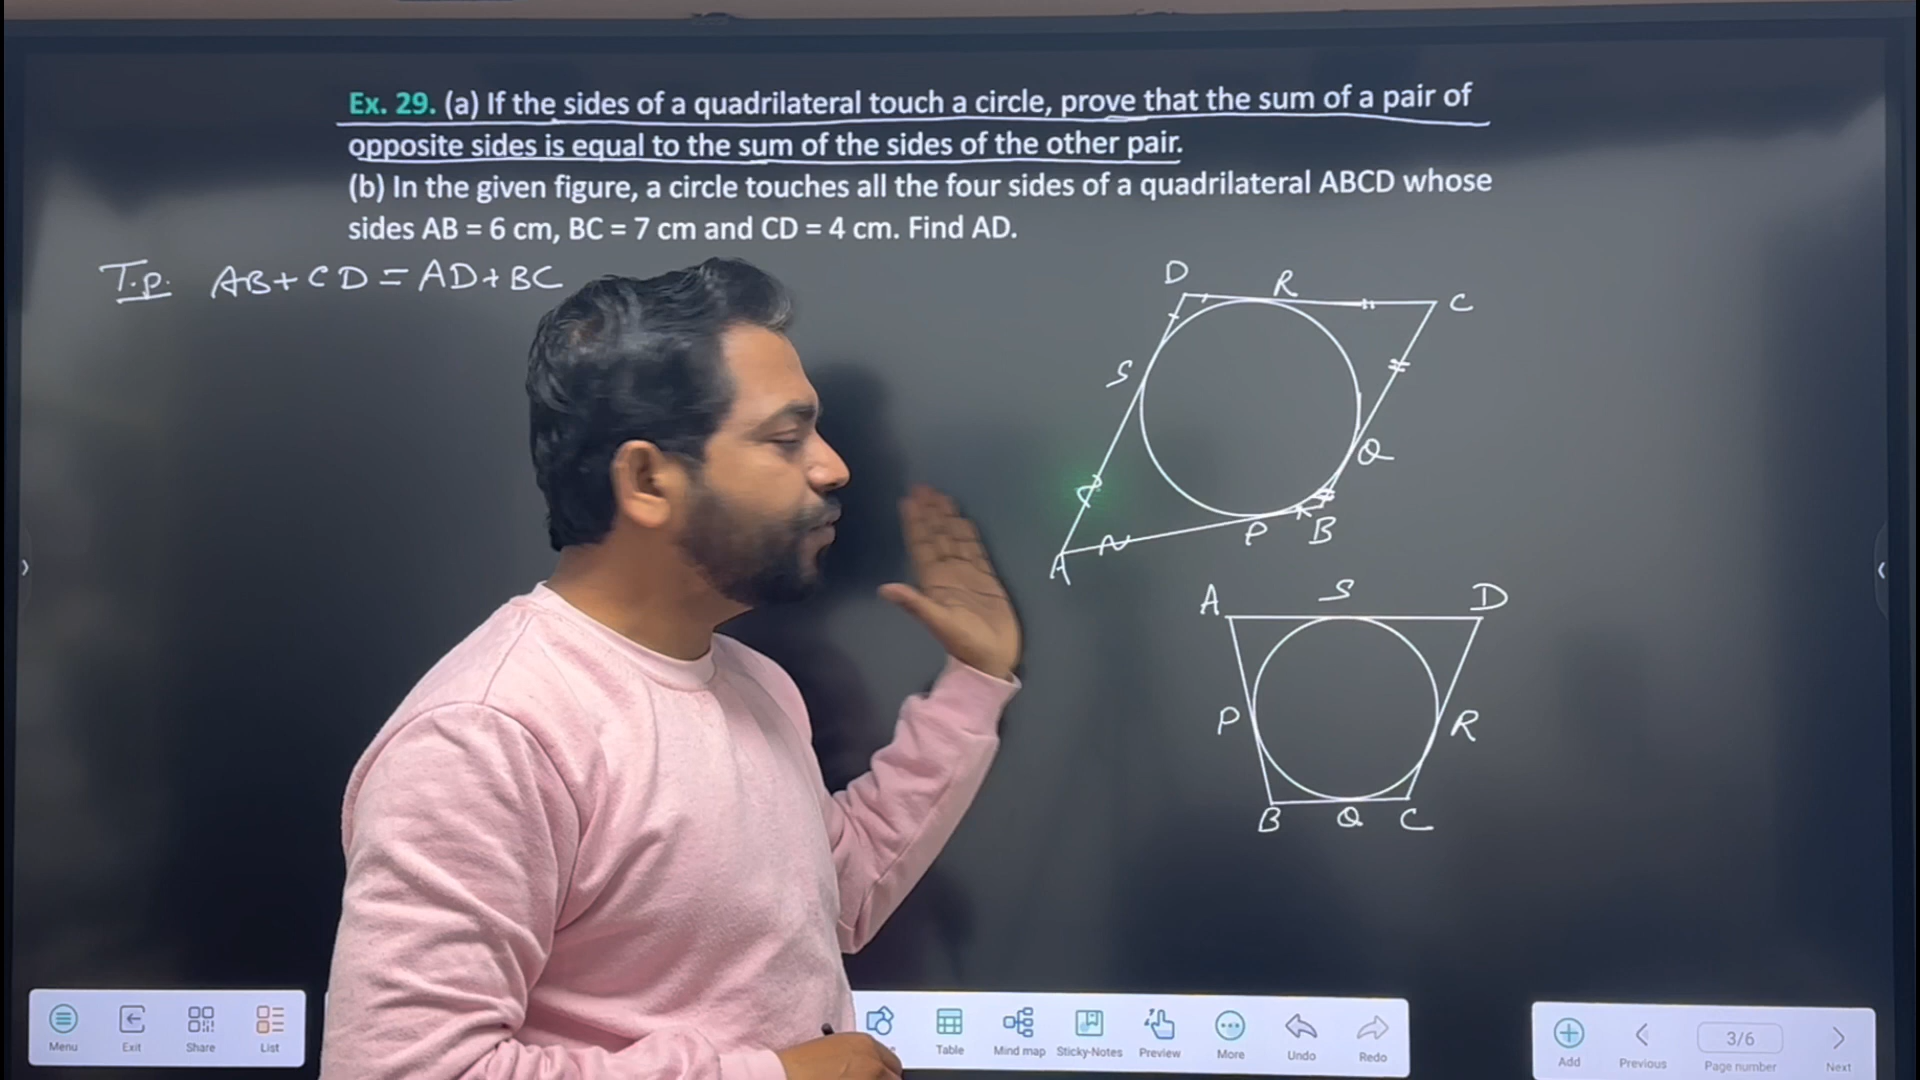 Ex. 29. (a) If the sides of a quadrilateral touch a circle, prove that the sum of a pair of
opposite sides is equal to the sum of the sides of the other pair.
(b) In the given figure, a circle touches all the four sides of a quadrilateral ABCD whose
sides AB = 6 cm, BC = 7 cm and CD = 4 cm. Find AD.
T.p. AB+CD=AD+BC
D R C
S
Q
P B
A
A S D
P R
B Q C
Menu Exit Share List
Table Mind map Sticky-Notes Preview More Undo Redo
Add Previous 3/6 Page number Next